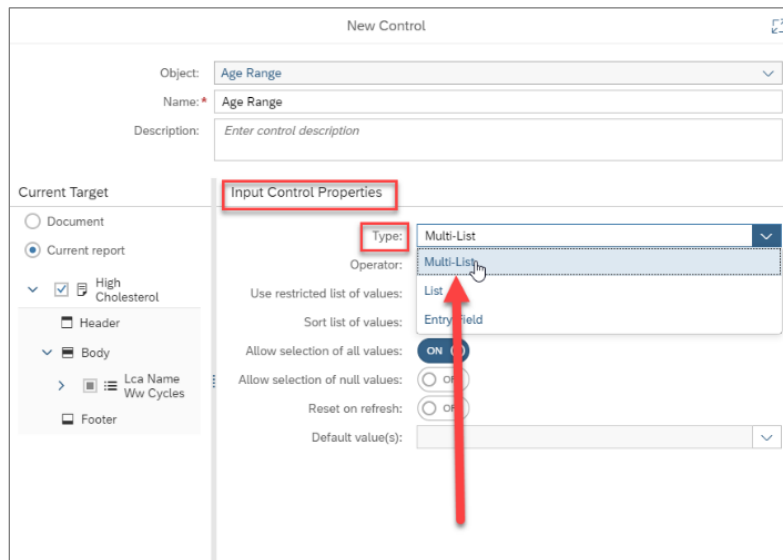 New Control
Object: Age Range
Name:* Age Range
Description: Enter control description
Current Target
Document
Current report
High
Cholesterol
Header
Body
Lca Name
Ww Cycles
Footer
Input Control Properties
Type: Multi-List
Operator: Multi-List
Use restricted list of values: List
Sort list of values: Entry Field
Allow selection of all values: ON
Allow selection of null values:
Reset on refresh:
Default value(s):